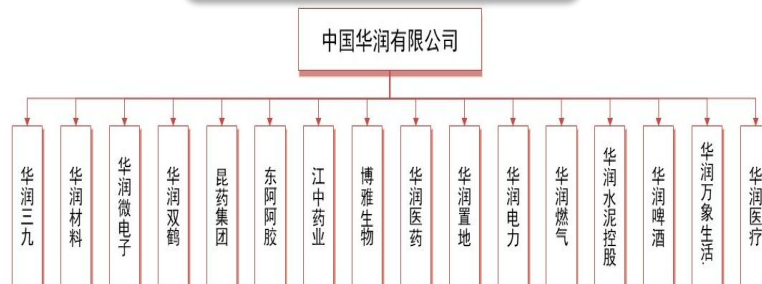 中国华润有限公司
华润三九
华润材料
华润微电子
华润双鹤
昆药集团
东阿阿胶
江中药业
博雅生物
华润医药
华润置地
华润电力
华润燃气
华润水泥控股
华润啤酒
华润万象生活.
华润医疗